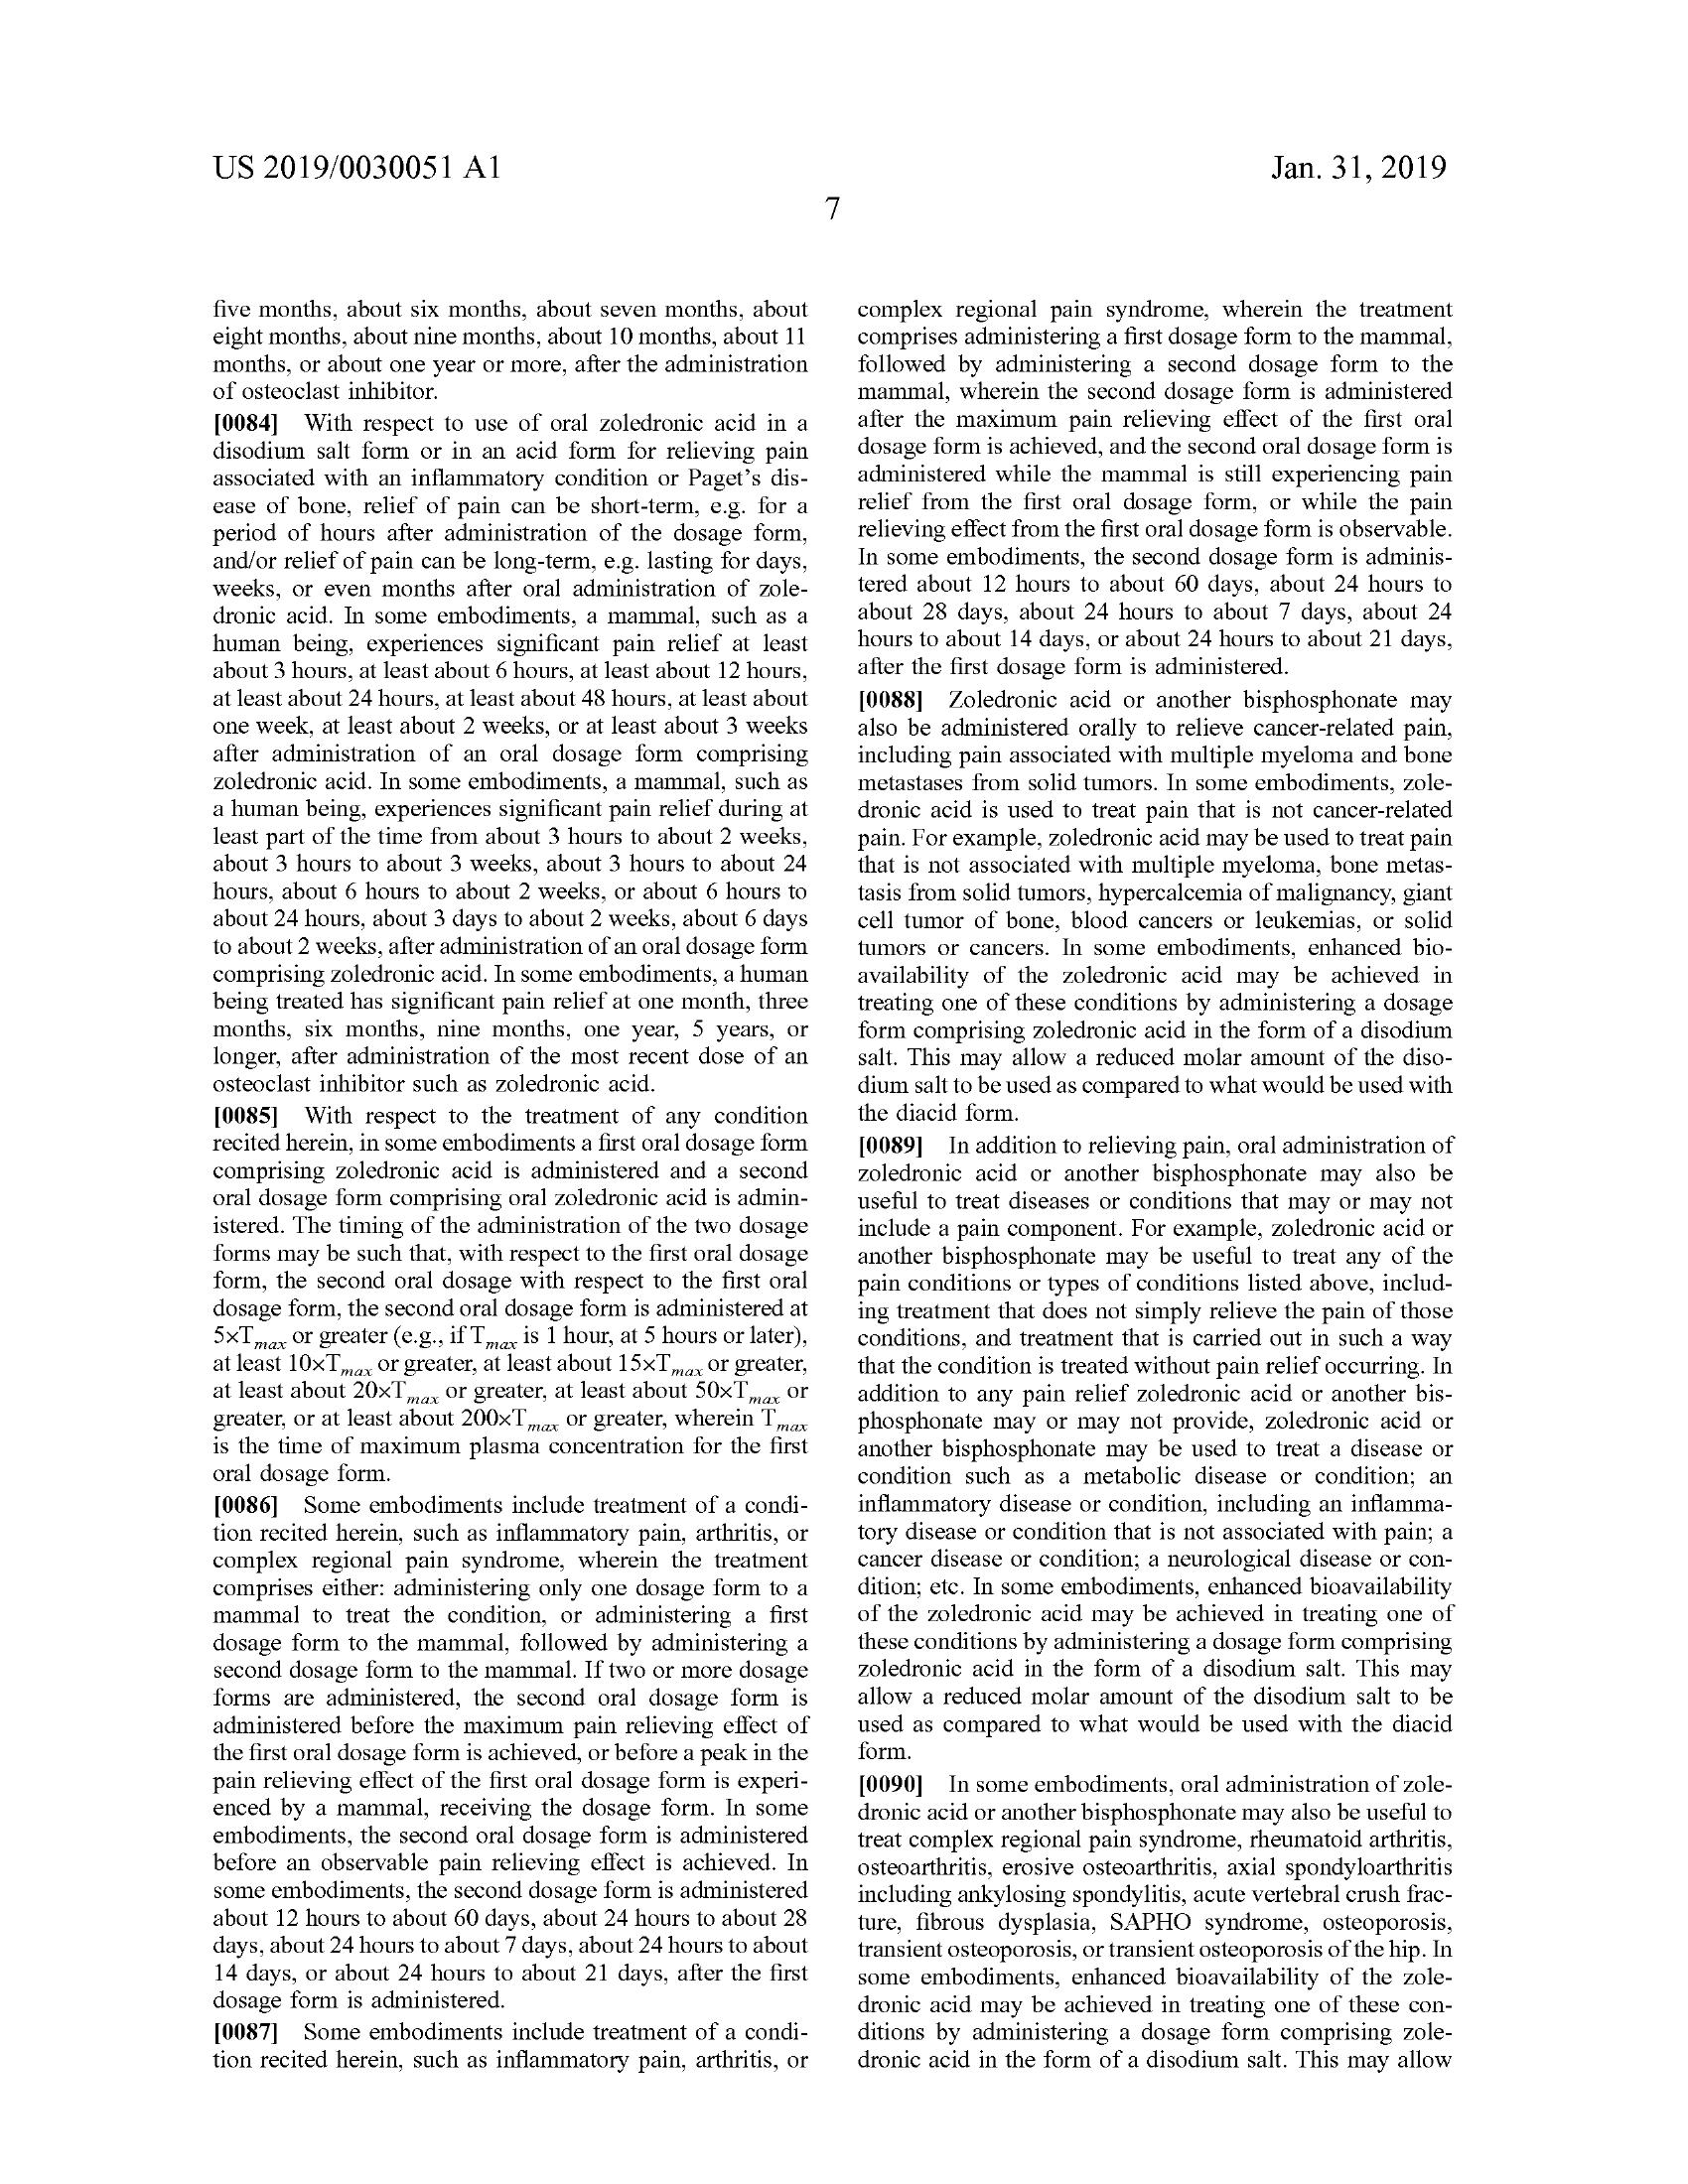 US 2019/0030051 A1
Jan. 31, 2019
7
five months, about six months, about seven months, about
eight months, about nine months, about 10 months, about 11
months, or about one year or more, after the administration
of osteoclast inhibitor.
[0084] With respect to use of oral zoledronic acid in a
disodium salt form or in an acid form for relieving pain
associated with an inflammatory condition or Paget's dis-
ease of bone, relief of pain can be short-term, e.g. for a
period of hours after administration of the dosage form,
and/or relief of pain can be long-term, e.g. lasting for days,
weeks, or even months after oral administration of zole-
dronic acid. In some embodiments, a mammal, such as a
human being, experiences significant pain relief at least
about 3 hours, at least about 6 hours, at least about 12 hours,
at least about 24 hours, at least about 48 hours, at least about
one week, at least about 2 weeks, or at least about 3 weeks
after administration of an oral dosage form comprising
zoledronic acid. In some embodiments, a mammal, such as
a human being, experiences significant pain relief during at
least part of the time from about 3 hours to about 2 weeks,
about 3 hours to about 3 weeks, about 3 hours to about 24
hours, about 6 hours to about 2 weeks, or about 6 hours to
about 24 hours, about 3 days to about 2 weeks, about 6 days
to about 2 weeks, after administration of an oral dosage form
comprising zoledronic acid. In some embodiments, a human
being treated has significant pain relief at one month, three
months, six months, nine months, one year, 5 years, or
longer, after administration of the most recent dose of an
osteoclast inhibitor such as zoledronic acid.
[0085] With respect to the treatment of any condition
recited herein, in some embodiments a first oral dosage form
comprising zoledronic acid is administered and a second
oral dosage form comprising oral zoledronic acid is admin-
istered. The timing of the administration of the two dosage
forms may be such that, with respect to the first oral dosage
form, the second oral dosage with respect to the first oral
dosage form, the second oral dosage form is administered at
5xTmax or greater (e.g., if Tmax is 1 hour, at 5 hours or later),
at least 10xTmax or greater, at least about 15xTmax or greater,
at least about 20xTmax or greater, at least about 50xTmax or
greater, or at least about 200xTmax or greater, wherein Tmax
is the time of maximum plasma concentration for the first
oral dosage form.
[0086] Some embodiments include treatment of a condi-
tion recited herein, such as inflammatory pain, arthritis, or
complex regional pain syndrome, wherein the treatment
comprises either: administering only one dosage form to a
mammal to treat the condition, or administering a first
dosage form to the mammal, followed by administering a
second dosage form to the mammal. If two or more dosage
forms are administered, the second oral dosage form is
administered before the maximum pain relieving effect of
the first oral dosage form is achieved, or before a peak in the
pain relieving effect of the first oral dosage form is experi-
enced by a mammal, receiving the dosage form. In some
embodiments, the second oral dosage form is administered
before an observable pain relieving effect is achieved. In
some embodiments, the second dosage form is administered
about 12 hours to about 60 days, about 24 hours to about 28
days, about 24 hours to about 7 days, about 24 hours to about
14 days, or about 24 hours to about 21 days, after the first
dosage form is administered.
[0087] Some embodiments include treatment of a condi-
tion recited herein, such as inflammatory pain, arthritis, or
complex regional pain syndrome, wherein the treatment
comprises administering a first dosage form to the mammal,
followed by administering a second dosage form to the
mammal, wherein the second dosage form is administered
after the maximum pain relieving effect of the first oral
dosage form is achieved, and the second oral dosage form is
administered while the mammal is still experiencing pain
relief from the first oral dosage form, or while the pain
relieving effect from the first oral dosage form is observable.
In some embodiments, the second dosage form is adminis-
tered about 12 hours to about 60 days, about 24 hours to
about 28 days, about 24 hours to about 7 days, about 24
hours to about 14 days, or about 24 hours to about 21 days,
after the first dosage form is administered.
[0088] Zoledronic acid or another bisphosphonate may
also be administered orally to relieve cancer-related pain,
including pain associated with multiple myeloma and bone
metastases from solid tumors. In some embodiments, zole-
dronic acid is used to treat pain that is not cancer-related
pain. For example, zoledronic acid may be used to treat pain
that is not associated with multiple myeloma, bone metas-
tasis from solid tumors, hypercalcemia of malignancy, giant
cell tumor of bone, blood cancers or leukemias, or solid
tumors or cancers. In some embodiments, enhanced bio-
availability of the zoledronic acid may be achieved in
treating one of these conditions by administering a dosage
form comprising zoledronic acid in the form of a disodium
salt. This may allow a reduced molar amount of the diso-
dium salt to be used as compared to what would be used with
the diacid form.
[0089] In addition to relieving pain, oral administration of
zoledronic acid or another bisphosphonate may also be
useful to treat diseases or conditions that may or may not
include a pain component. For example, zoledronic acid or
another bisphosphonate may be useful to treat any of the
pain conditions or types of conditions listed above, includ-
ing treatment that does not simply relieve the pain of those
conditions, and treatment that is carried out in such a way
that the condition is treated without pain relief occurring. In
addition to any pain relief zoledronic acid or another bis-
phosphonate may or may not provide, zoledronic acid or
another bisphosphonate may be used to treat a disease or
condition such as a metabolic disease or condition; an
inflammatory disease or condition, including an inflamma-
tory disease or condition that is not associated with pain; a
cancer disease or condition; a neurological disease or con-
dition; etc. In some embodiments, enhanced bioavailability
of the zoledronic acid may be achieved in treating one of
these conditions by administering a dosage form comprising
zoledronic acid in the form of a disodium salt. This may
allow a reduced molar amount of the disodium salt to be
used as compared to what would be used with the diacid
form.
[0090] In some embodiments, oral administration of zole-
dronic acid or another bisphosphonate may also be useful to
treat complex regional pain syndrome, rheumatoid arthritis,
osteoarthritis, erosive osteoarthritis, axial spondyloarthritis
including ankylosing spondylitis, acute vertebral crush frac-
ture, fibrous dysplasia, SAPHO syndrome, osteoporosis,
transient osteoporosis, or transient osteoporosis of the hip. In
some embodiments, enhanced bioavailability of the zole-
dronic acid may be achieved in treating one of these con-
ditions by administering a dosage form comprising zole-
dronic acid in the form of a disodium salt. This may allow